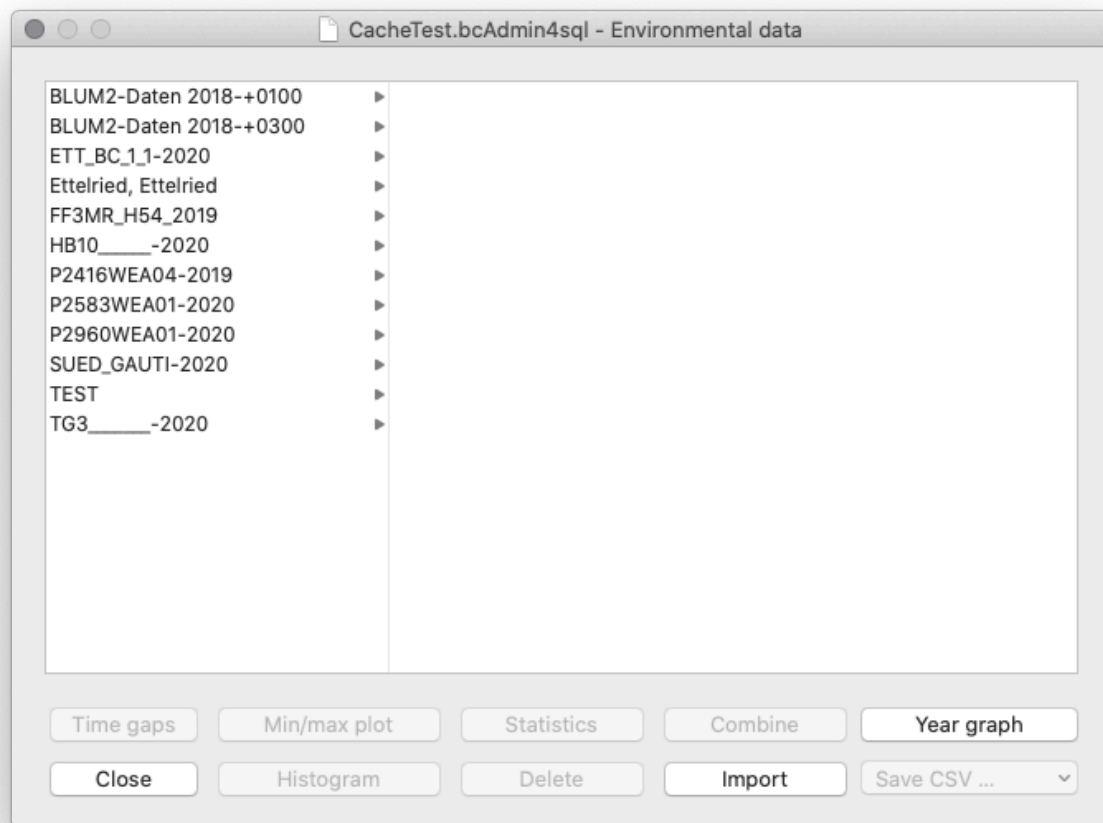 CacheTest.bcAdmin4sql - Environmental data
BLUM2-Daten 2018-+0100
BLUM2-Daten 2018-+0300
ETT_BC_1_1-2020
Ettelried, Ettelried
FF3MR_H54_2019
HB10______-2020
P2416WEA04-2019
P2583WEA01-2020
P2960WEA01-2020
SUED_GAUTI-2020
TEST
TG3_______-2020
Time gaps Min/max plot Statistics Combine Year graph
Close Histogram Delete Import Save CSV ...